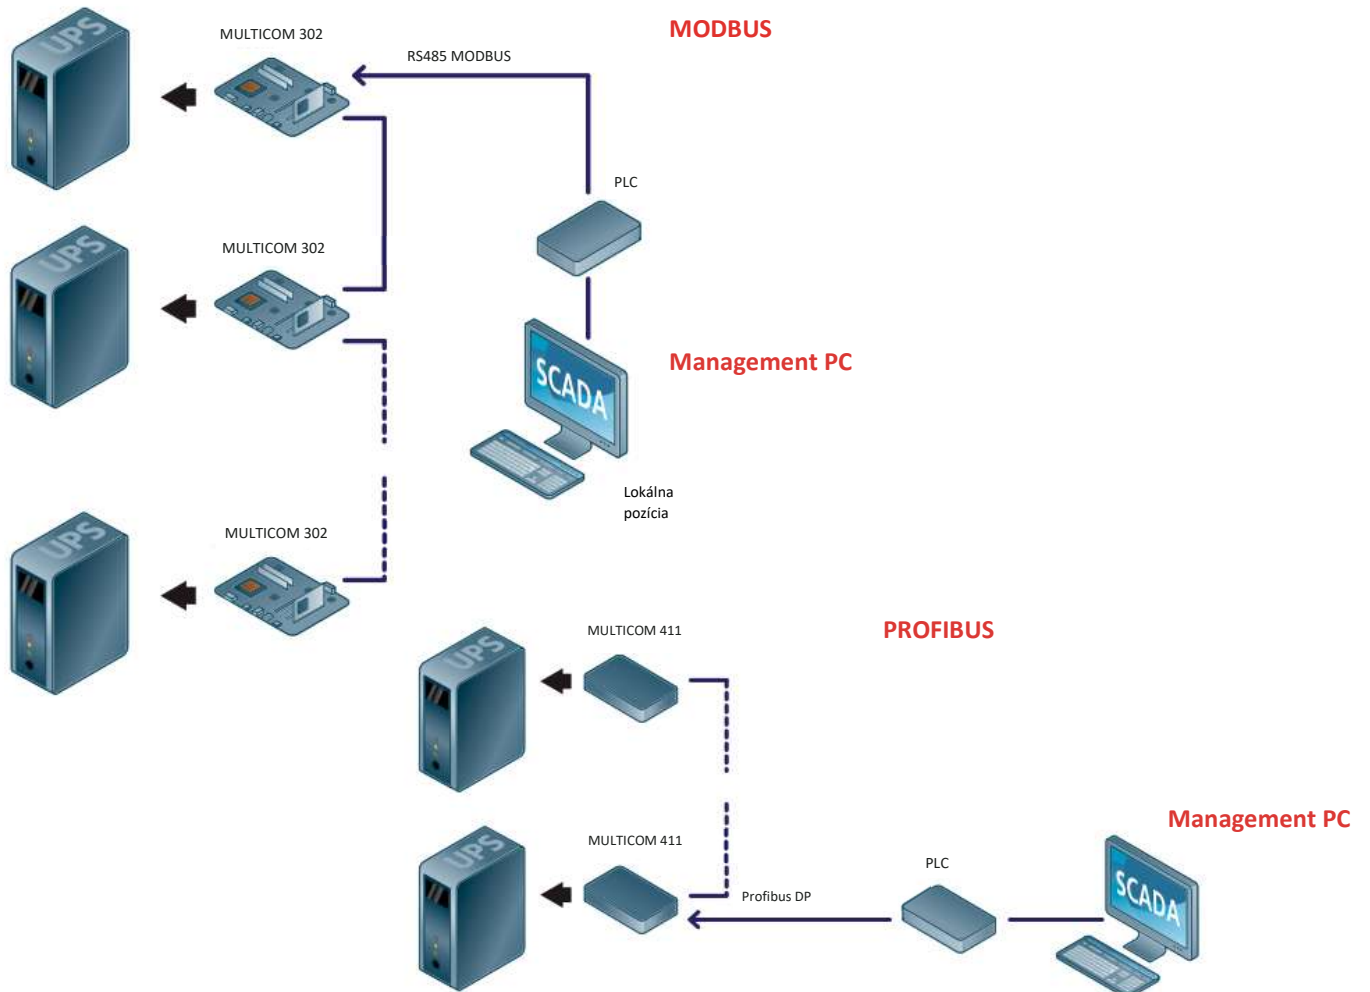 UPS
MULTICOM 302
MODBUS
RS485 MODBUS
PLC
UPS
MULTICOM 302
SCADA
Management PC
Lokálna
pozícia
UPS
MULTICOM 302
PROFIBUS
UPS
MULTICOM 411
Management PC
UPS
MULTICOM 411
Profibus DP
PLC
SCADA